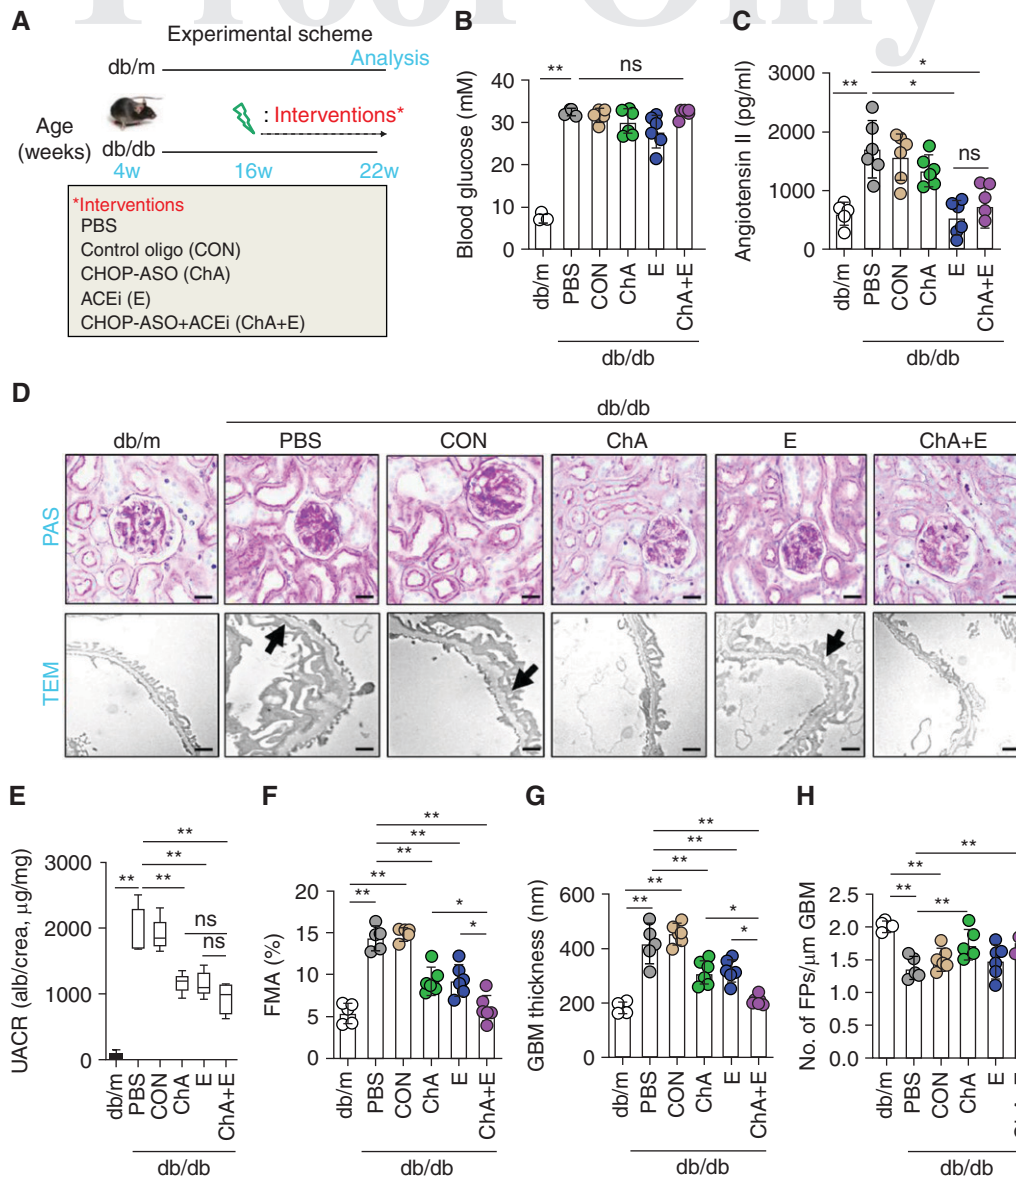 Proof Only
A
Experimental scheme
Analysis
db/m
: Interventions*
Age
(weeks)
db/db
4w
16w
22w
*Interventions
PBS
Control oligo (CON)
CHOP-ASO (ChA)
ACEi (E)
CHOP-ASO+ACEi (ChA+E)
B
Blood glucose (mM)
40
30
20
10
0
**
ns
db/m
PBS
CON
ChA
E
ChA+E
db/db
C
Angiotensin II (pg/ml)
3000
2000
1000
0
**
*
*
ns
db/m
PBS
CON
ChA
E
ChA+E
db/db
D
db/db
db/m
PBS
CON
ChA
E
ChA+E
PAS
TEM
E
UACR (alb/crea, µg/mg)
3000
2000
1000
0
**
**
**
**
ns
ns
db/m
PBS
CON
ChA
E
ChA+E
db/db
F
FMA (%)
20
15
10
5
0
**
**
**
**
**
*
*
db/m
PBS
CON
ChA
E
ChA+E
db/db
G
GBM thickness (nm)
600
400
200
0
**
**
**
**
**
*
*
db/m
PBS
CON
ChA
E
ChA+E
db/db
H
No. of FPs/µm GBM
2.5
2.0
1.5
1.0
0.5
0.0
**
**
**
**
db/m
PBS
CON
ChA
E
db/db